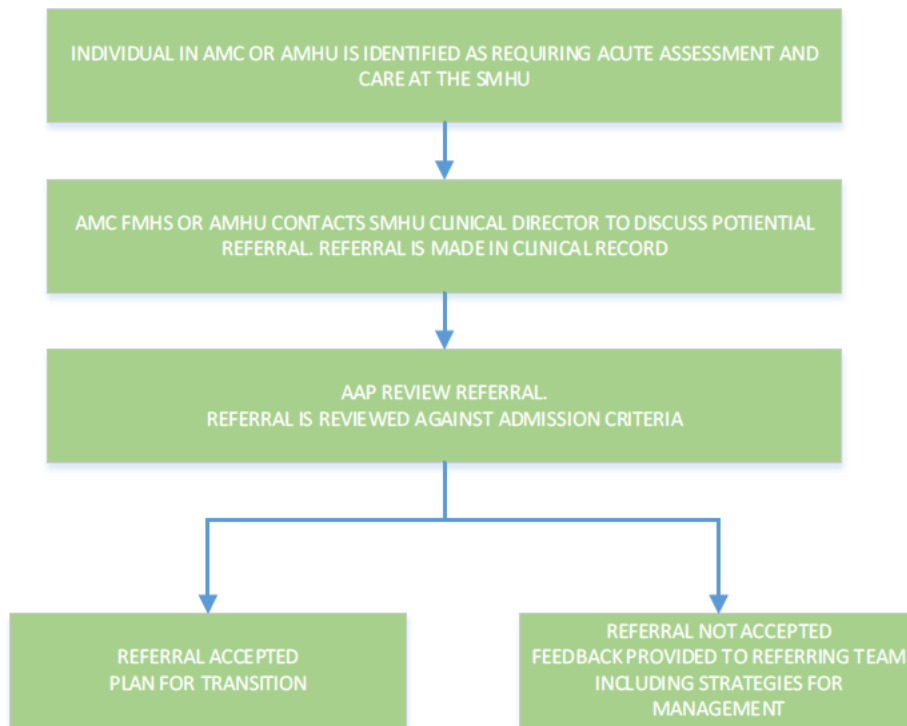 INDIVIDUAL IN AMC OR AMHU IS IDENTIFIED AS REQUIRING ACUTE ASSESSMENT AND
CARE AT THE SMHU
AMC FMHS OR AMHU CONTACTS SMHU CLINICAL DIRECTOR TO DISCUSS POTIENTIAL
REFERRAL. REFERRAL IS MADE IN CLINICAL RECORD
AAP REVIEW REFERRAL.
REFERRAL IS REVIEWED AGAINST ADMISSION CRITERIA
REFERRAL ACCEPTED
PLAN FOR TRANSITION
REFERRAL NOT ACCEPTED
FEEDBACK PROVIDED TO REFERRING TEAM
INCLUDING STRATEGIES FOR
MANAGEMENT